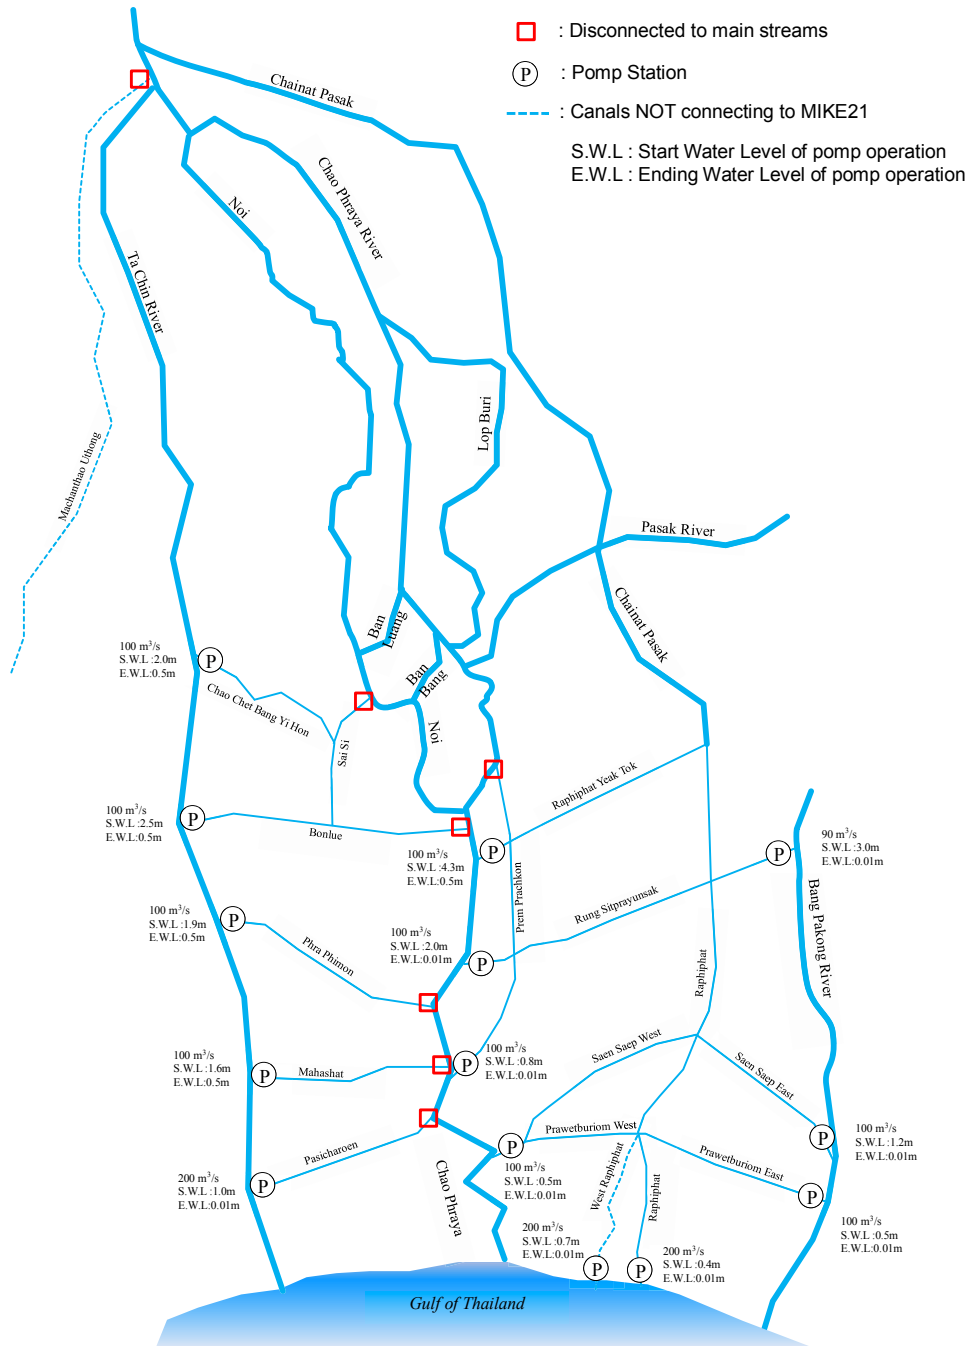 : Disconnected to main streams
P : Pomp Station
: Canals NOT connecting to MIKE21
S.W.L : Start Water Level of pomp operation
E.W.L : Ending Water Level of pomp operation
Chainat Pasak
Chao Phraya River
Noi
Ta Chin River
Lop Buri
Machanthao Uthong
Pasak River
Chainat Pasak
Ban
Luang
Ban
Bang
Noi
100 m³/s
S.W.L :2.0m
E.W.L:0.5m
P
Chao Chet Bang Yi Hon
Sai Si
Raphiphat Yeak Tok
100 m³/s
S.W.L :2.5m
E.W.L:0.5m
P
Bonlue
100 m³/s
S.W.L :4.3m
E.W.L:0.5m
P
Prem Prachkon
90 m³/s
S.W.L :3.0m
E.W.L:0.01m
P
Bang Pakong River
Rung Sitprayunsak
100 m³/s
S.W.L :1.9m
E.W.L:0.5m
P
Phra Phimon
100 m³/s
S.W.L :2.0m
E.W.L:0.01m
P
Raphiphat
100 m³/s
S.W.L :1.6m
E.W.L:0.5m
P
Mahashat
P
100 m³/s
S.W.L :0.8m
E.W.L:0.01m
Saen Saep West
Saen Saep East
Pasicharoen
Prawetburiom West
P
100 m³/s
S.W.L :1.2m
E.W.L:0.01m
P
100 m³/s
S.W.L :0.5m
E.W.L:0.01m
Prawetburiom East
200 m³/s
S.W.L :1.0m
E.W.L:0.01m
P
Chao Phraya
West Raphiphat
Raphiphat
P
100 m³/s
S.W.L :0.5m
E.W.L:0.01m
200 m³/s
S.W.L :0.7m
E.W.L:0.01m
P
P
200 m³/s
S.W.L :0.4m
E.W.L:0.01m
Gulf of Thailand